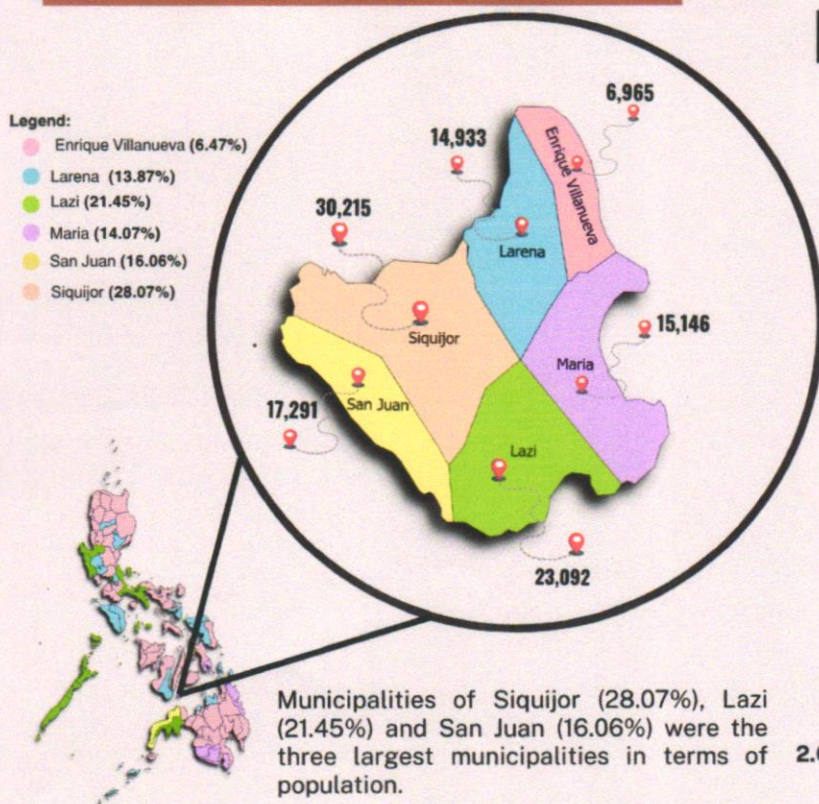 Legend:
Enrique Villanueva (6.47%)
Larena (13.87%)
Lazi (21.45%)
Maria (14.07%)
San Juan (16.06%)
Siquijor (28.07%)
6,965
14,933
30,215
Enrique Villanueva
Larena
15,146
Siquijor
Maria
17,291
San Juan
Lazi
23,092
Municipalities of Siquijor (28.07%), Lazi
(21.45%) and San Juan (16.06%) were the
three largest municipalities in terms of
population.